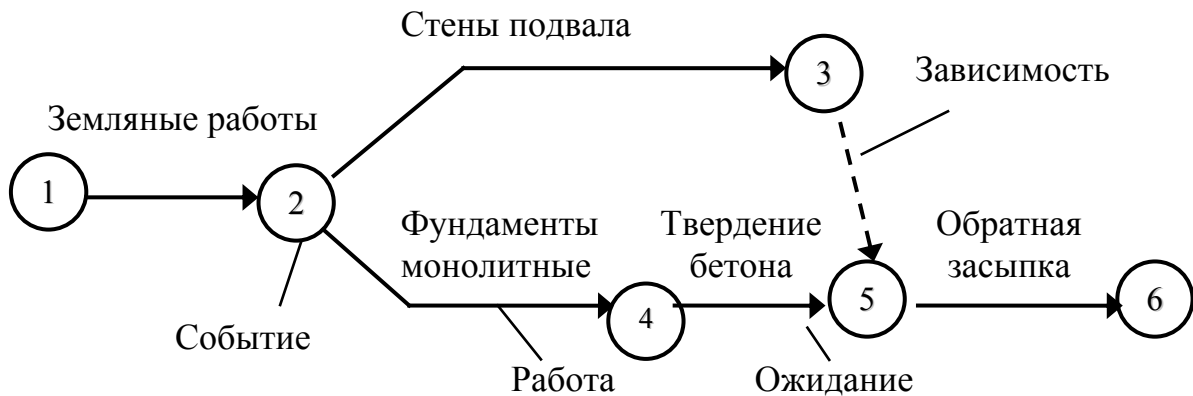 Стены подвала
3
Зависимость
Земляные работы
1
2
Фундаменты
монолитные
Твердение
бетона
Обратная
засыпка
4
5
6
Событие
Работа
Ожидание